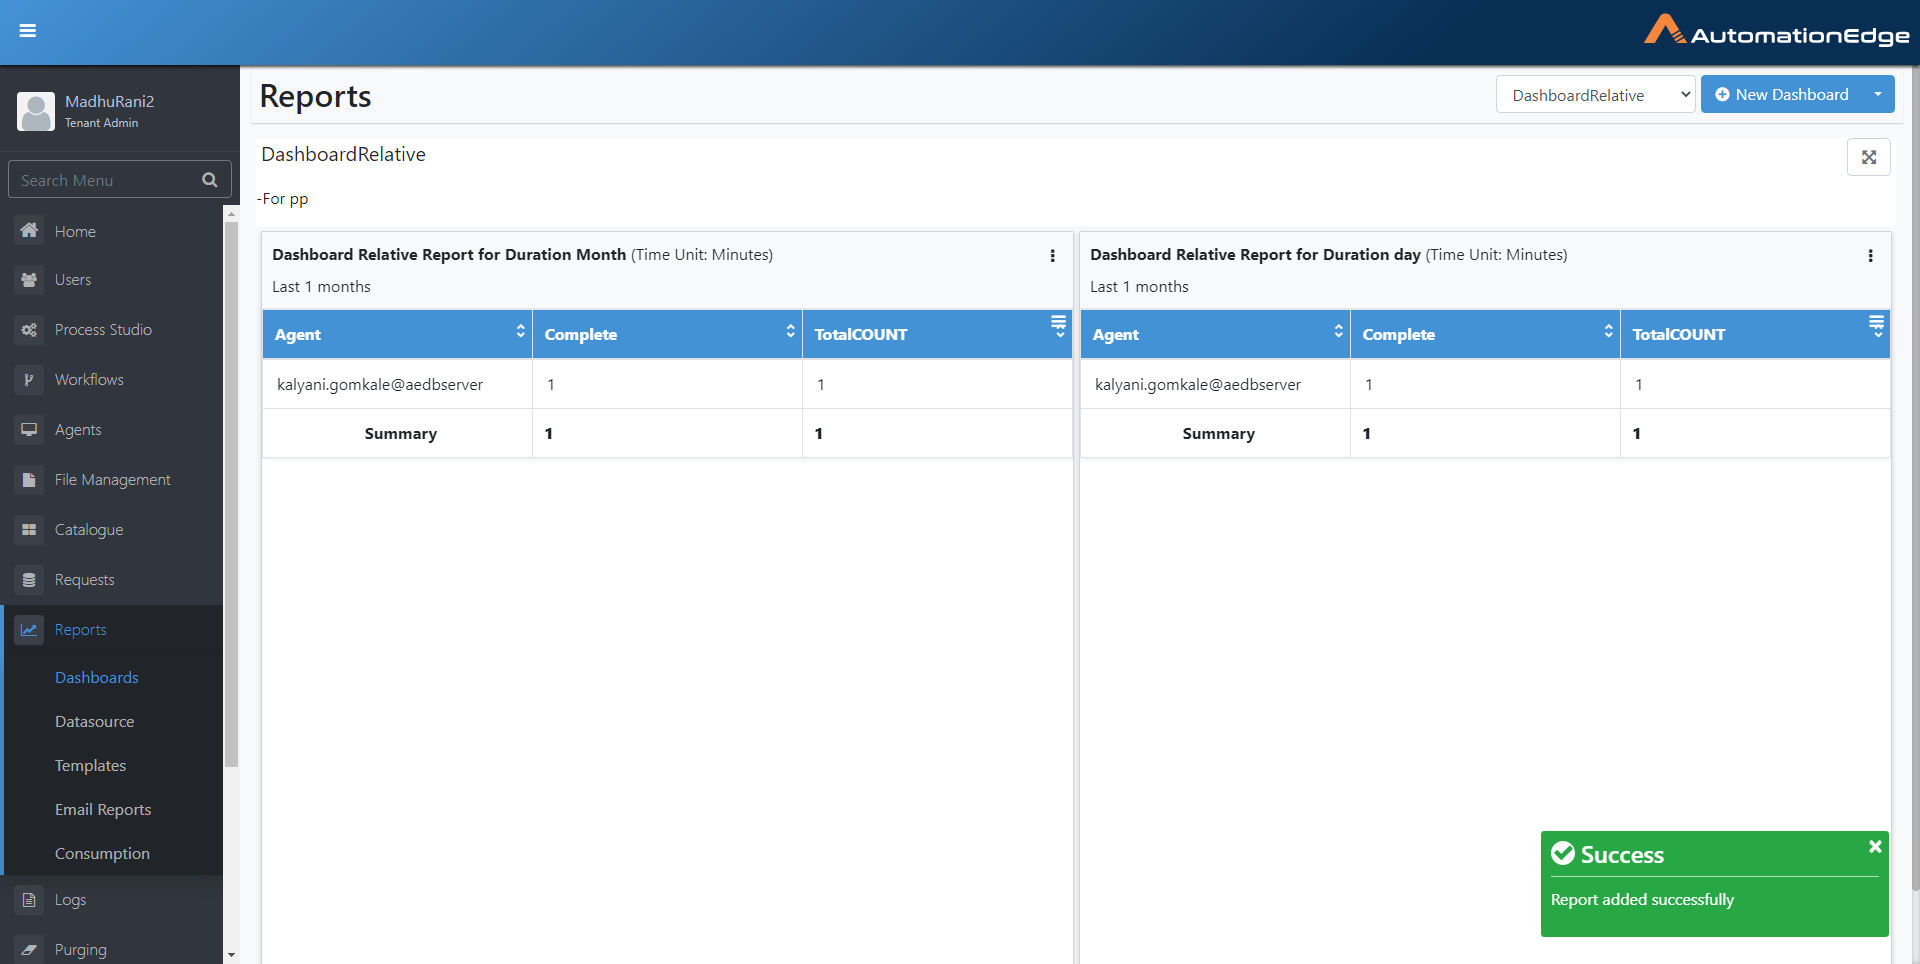 AutomationEdge
MadhuRani2
Tenant Admin
Search Menu
Home
Users
Process Studio
Workflows
Agents
File Management
Catalogue
Requests
Reports
Dashboards
Datasource
Templates
Email Reports
Consumption
Logs
Purging
Reports
DashboardRelative
New Dashboard
DashboardRelative
-For pp
Dashboard Relative Report for Duration Month (Time Unit: Minutes)
Last 1 months
Agent Complete TotalCOUNT
kalyani.gomkale@aedbserver 1 1
Summary 1 1
Dashboard Relative Report for Duration day (Time Unit: Minutes)
Last 1 months
Agent Complete TotalCOUNT
kalyani.gomkale@aedbserver 1 1
Summary 1 1
Success
Report added successfully